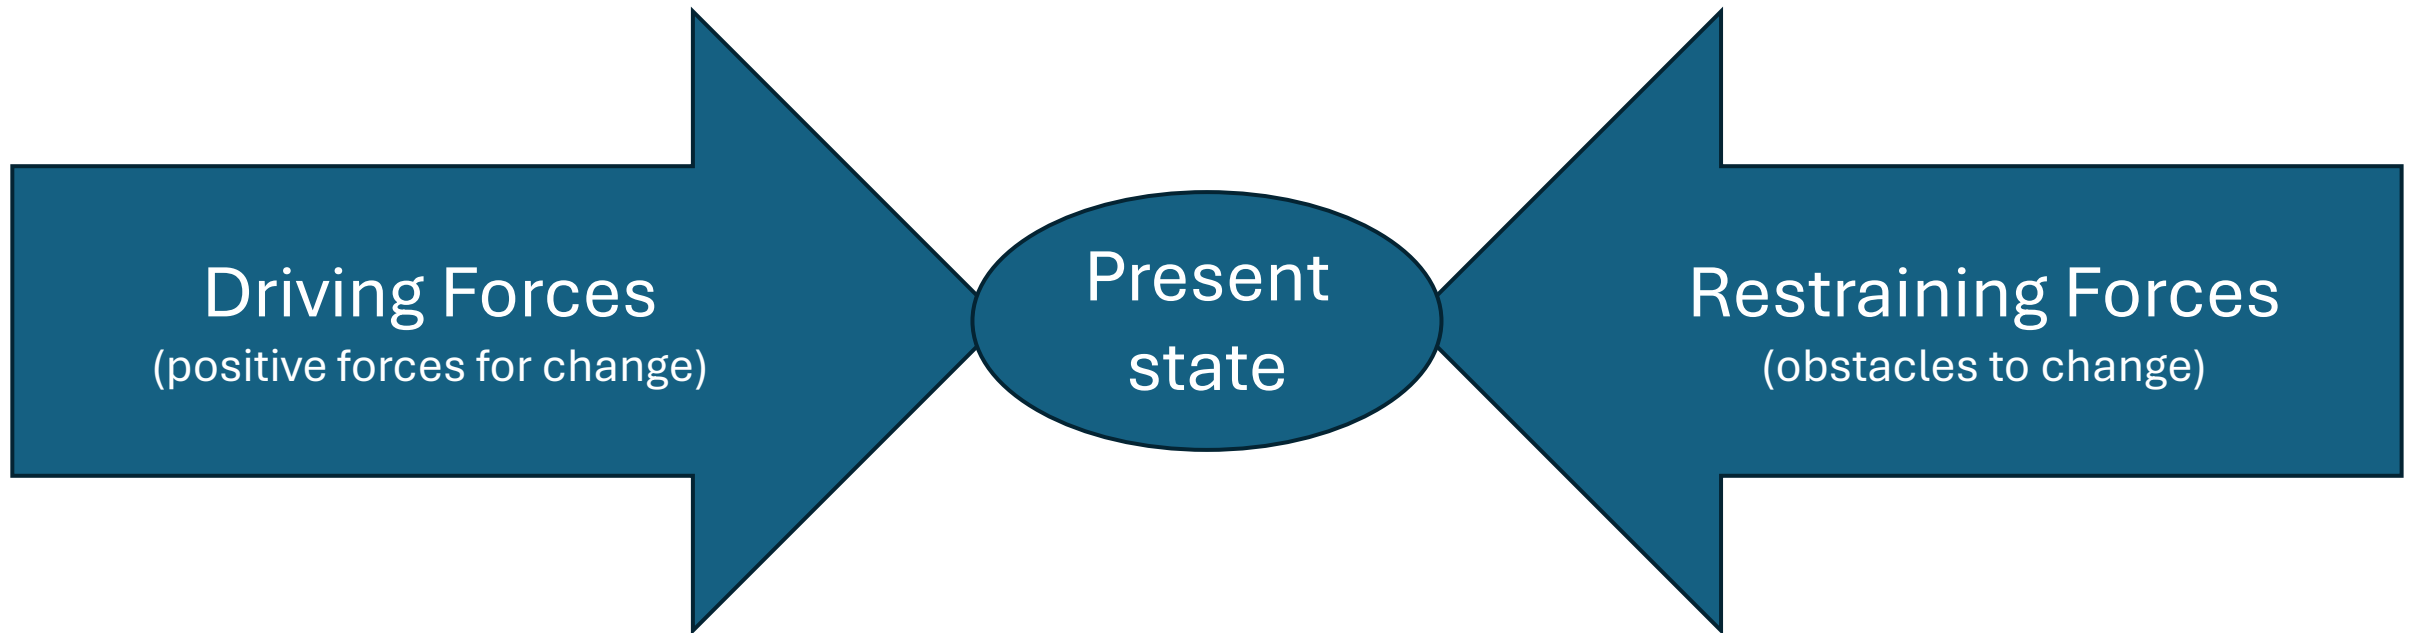 Driving Forces
(positive forces for change)
Present
state
Restraining Forces
(obstacles to change)